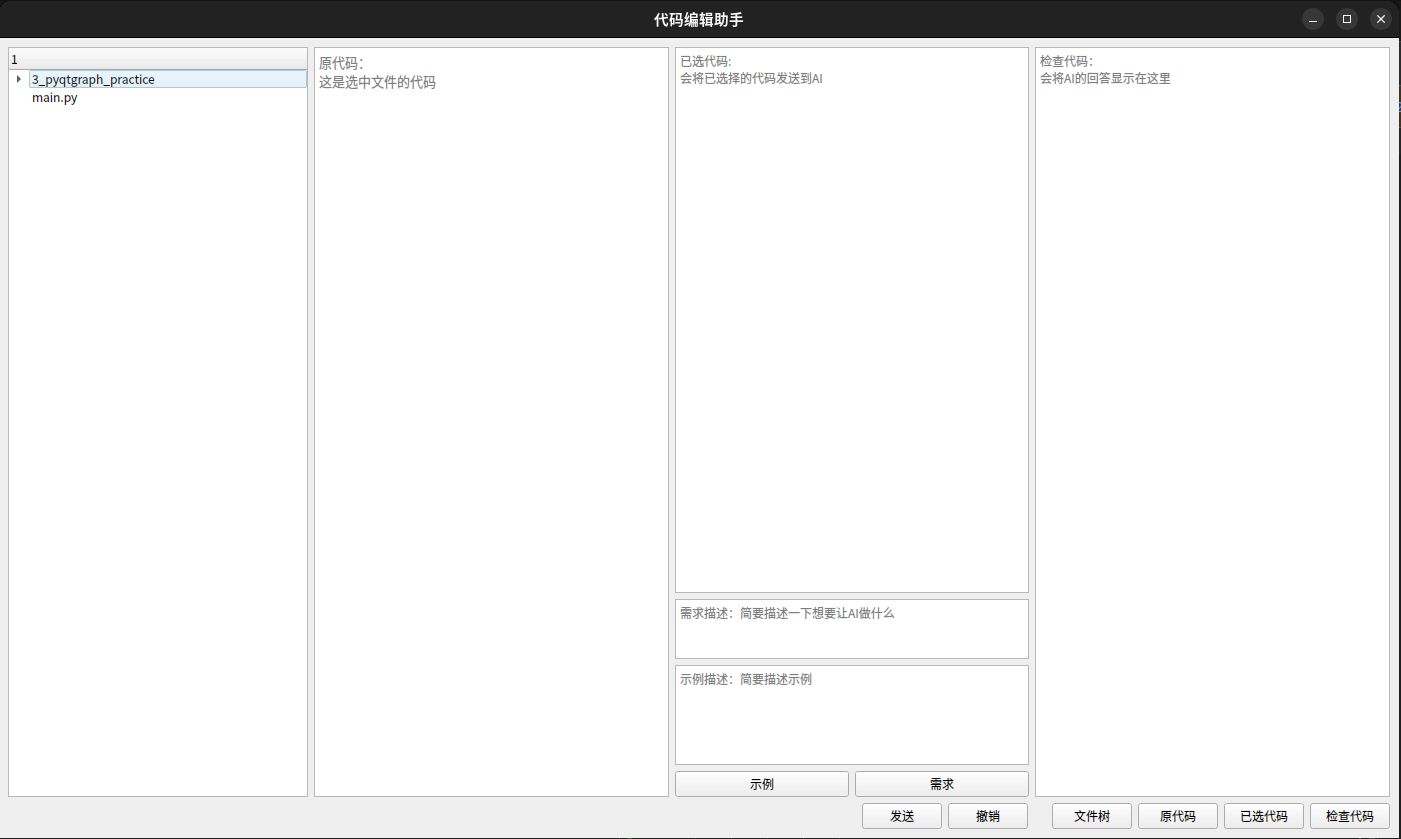 代码编辑助手
1
3_pyqtgraph_practice
main.py
原代码：
这是选中文件的代码
已选代码:
会将已选择的代码发送到AI
需求描述：简要描述一下想要让AI做什么
示例描述：简要描述示例
示例
需求
检查代码：
会将AI的回答显示在这里
发送
撤销
文件树
原代码
已选代码
检查代码